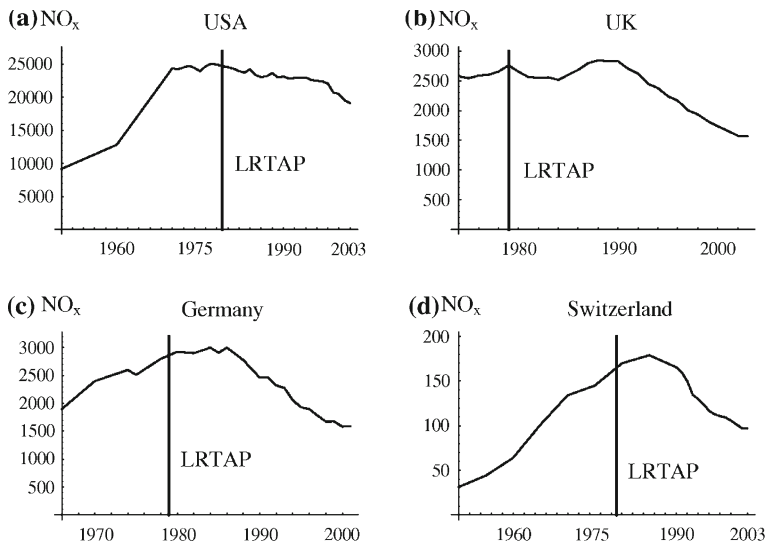 (a) NOx USA
25000
20000
15000
10000
5000
LRTAP
1960 1975 1990 2003
(b) NOx UK
3000
2500
2000
1500
1000
500
LRTAP
1980 1990 2000
(c) NOx Germany
3000
2500
2000
1500
1000
500
LRTAP
1970 1980 1990 2000
(d) NOx Switzerland
200
150
100
50
LRTAP
1960 1975 1990 2003